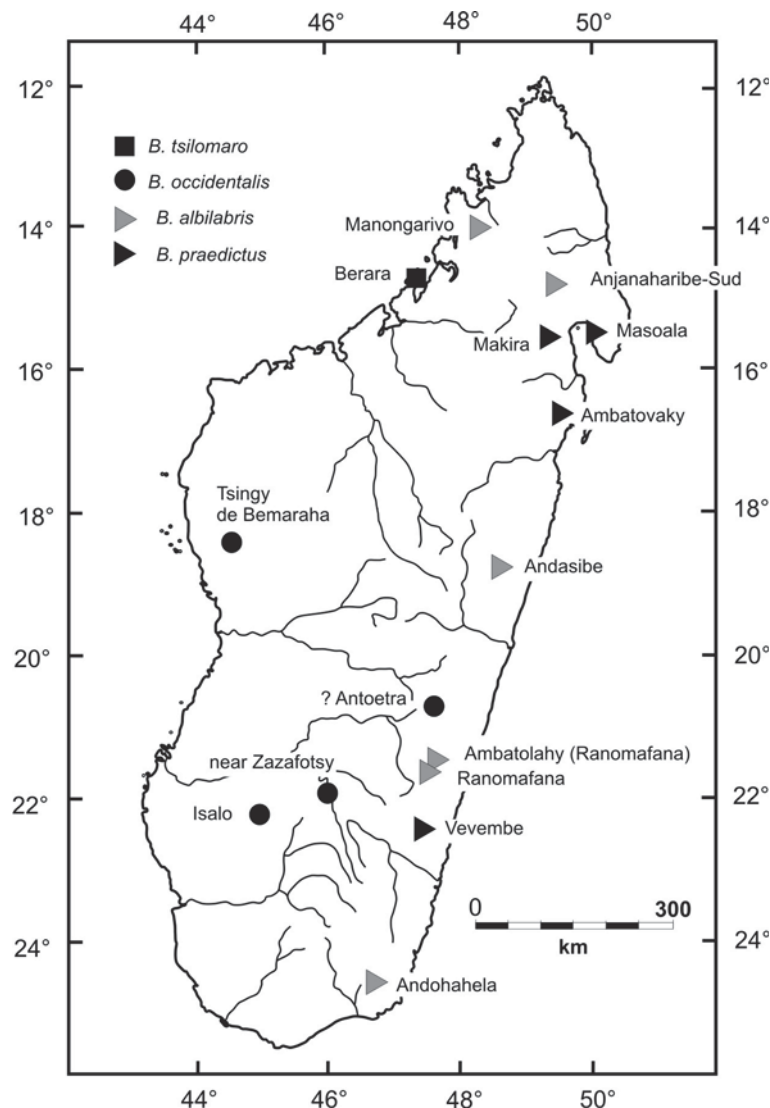 44° 46° 48° 50°
12° 12°
B. tsilomaro
B. occidentalis
14° B. albilabris Manongarivo 14°
B. praedictus
Berara Anjanaharibe-Sud
Makira Masoala
16° 16°
Ambatovaky
Tsingy
de Bemaraha
18° 18°
Andasibe
20° 20°
? Antoetra
Ambatolahy (Ranomafana)
near Zazafotsy Ranomafana
22° 22°
Isalo Vevembe
0 300
km
24° 24°
Andohahela
44° 46° 48° 50°